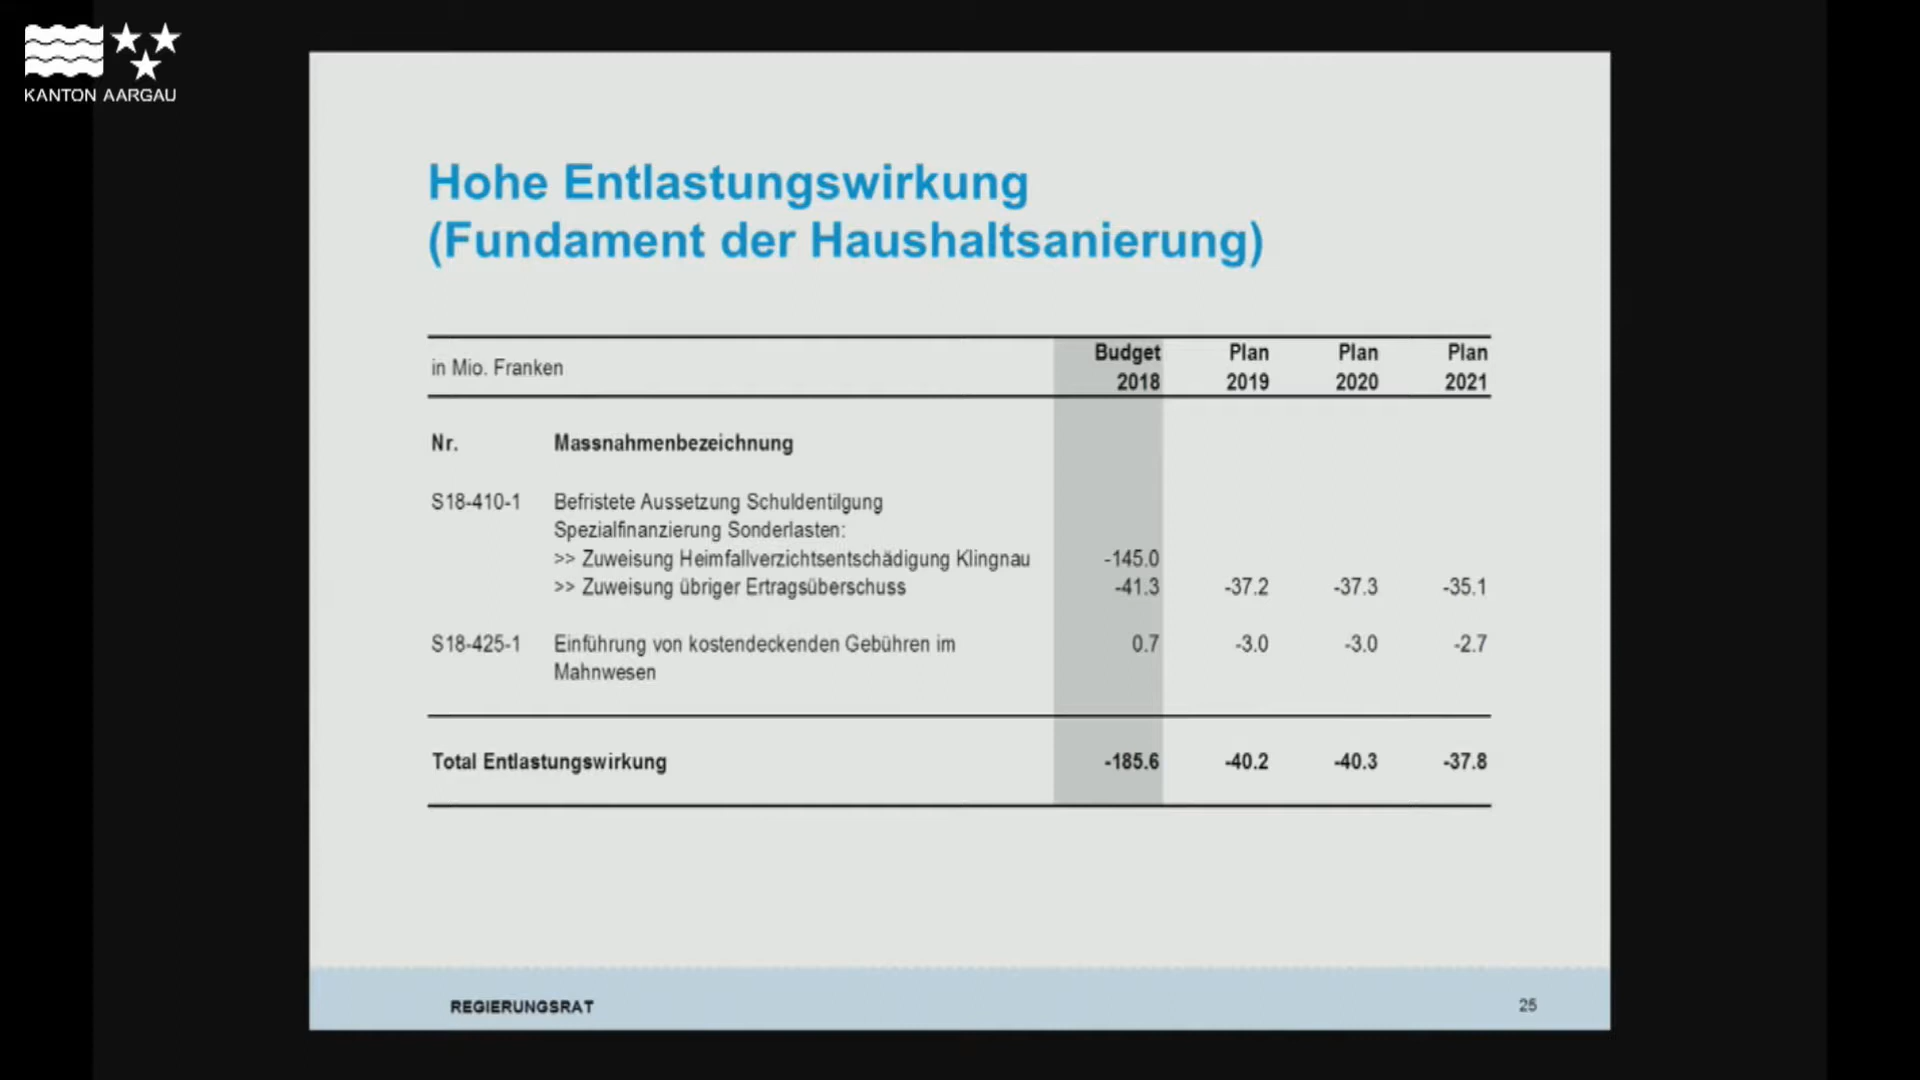 KANTON AARGAU
Hohe Entlastungswirkung
(Fundament der Haushaltsanierung)
in Mio. Franken Budget 2018 Plan 2019 Plan 2020 Plan 2021
Nr. Massnahmenbezeichnung
S18-410-1 Befristete Aussetzung Schuldentilgung
Spezialfinanzierung Sonderlasten:
>> Zuweisung Heimfallverzichtsentschädigung Klingnau -145.0
>> Zuweisung übriger Ertragsüberschuss -41.3 -37.2 -37.3 -35.1
S18-425-1 Einführung von kostendeckenden Gebühren im 0.7 -3.0 -3.0 -2.7
Mahnwesen
Total Entlastungswirkung -185.6 -40.2 -40.3 -37.8
REGIERUNGSRAT 25